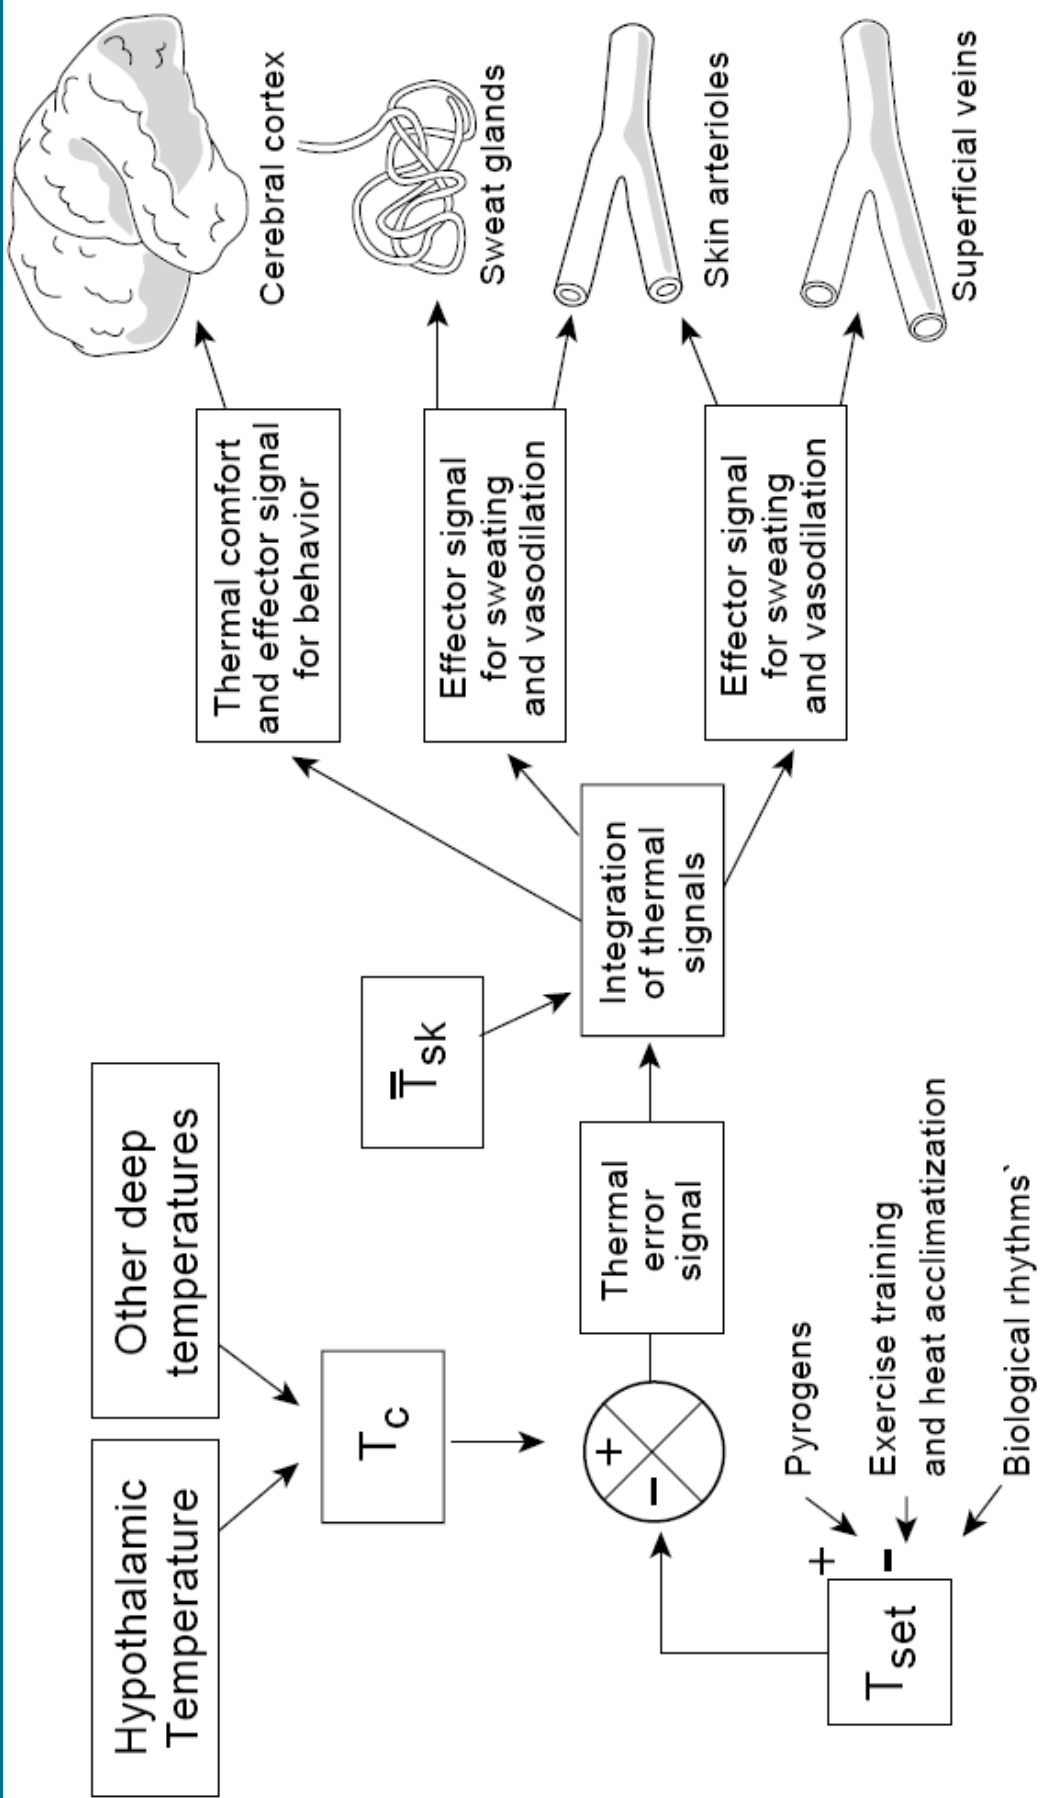 Hypothalamic
Temperature
Other deep
temperatures
Tc
T̿sk
Thermal
error
signal
Integration
of thermal
signals
Tset
+
−
+
−
Pyrogens
Exercise training
and heat acclimatization
Biological rhythms`
Thermal comfort
and effector signal
for behavior
Effector signal
for sweating
and vasodilation
Effector signal
for sweating
and vasodilation
Cerebral cortex
Sweat glands
Skin arterioles
Superficial veins